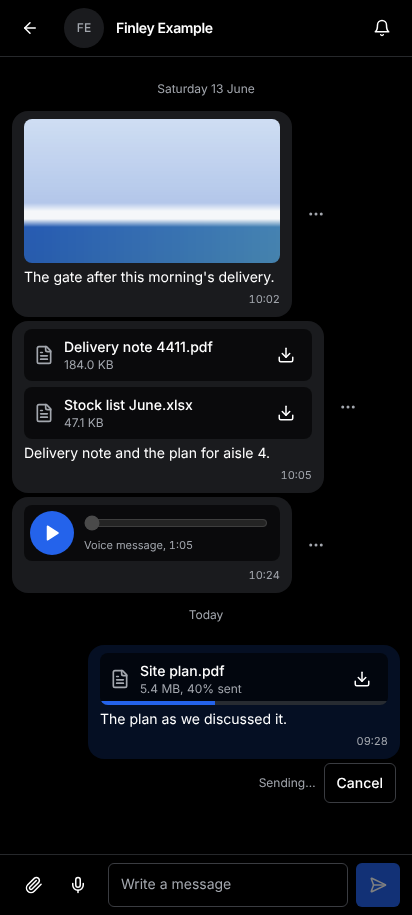 FE
Finley Example
Saturday 13 June
The gate after this morning's delivery.
10:02
Delivery note 4411.pdf
184.0 KB
Stock list June.xlsx
47.1 KB
Delivery note and the plan for aisle 4.
10:05
Voice message, 1:05
10:24
Today
Site plan.pdf
5.4 MB, 40% sent
The plan as we discussed it.
09:28
Sending...
Cancel
Write a message